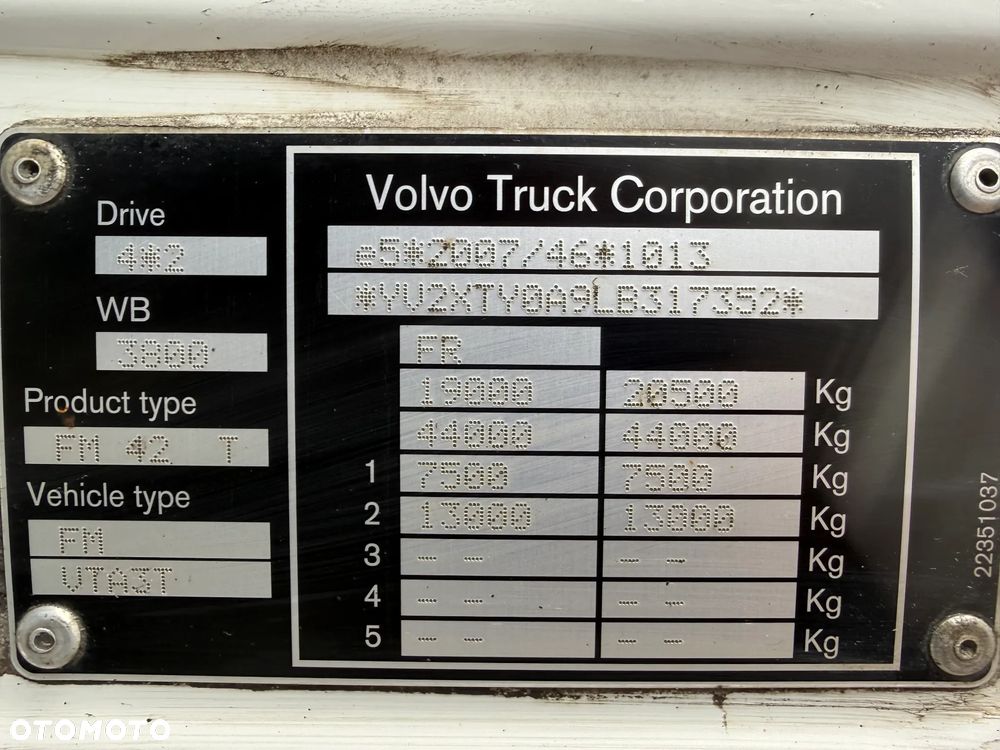 Drive
4*2
WB
3800
Product type
FM 42 T
Vehicle type
FM
VTA3T
Volvo Truck Corporation
e5*2007/46*1013
*YV2XTY0A9LB317352*
FR
19000 20500 Kg
44000 44000 Kg
1 7500 7500 Kg
2 13000 13000 Kg
3 -- -- -- -- Kg
4 -- -- -- -- Kg
5 -- -- -- -- Kg
22351037
OTOMOTO